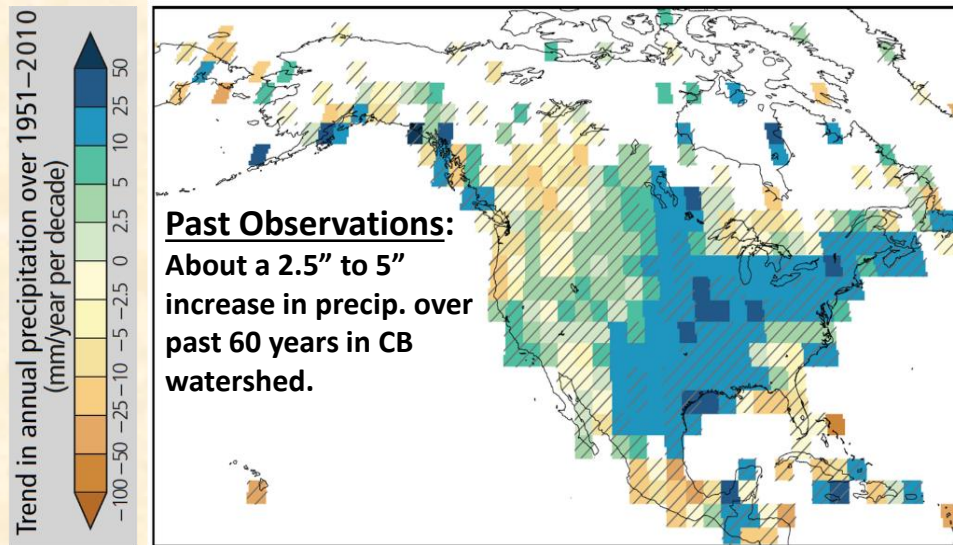 Trend in annual precipitation over 1951–2010
(mm/year per decade)
50
25
10
5
2.5
0
−2.5
−5
−10
−25
−50
−100
Past Observations:
About a 2.5” to 5”
increase in precip. over
past 60 years in CB
watershed.